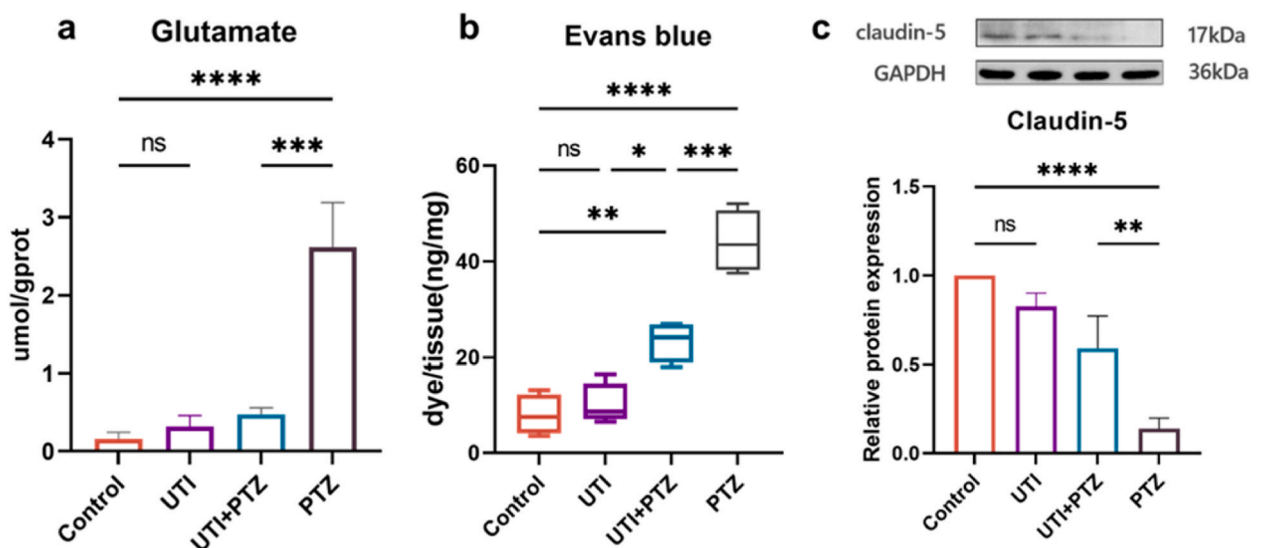 a
Glutamate
****
ns
***
umol/gprot
4
3
2
1
0
Control
UTI
UTI+PTZ
PTZ
b
Evans blue
****
ns
*
***
**
dye/tissue(ng/mg)
60
40
20
0
Control
UTI
UTI+PTZ
PTZ
c
claudin-5
17kDa
GAPDH
36kDa
Claudin-5
****
ns
**
Relative protein expression
1.5
1.0
0.5
0.0
Control
UTI
UTI+PTZ
PTZ